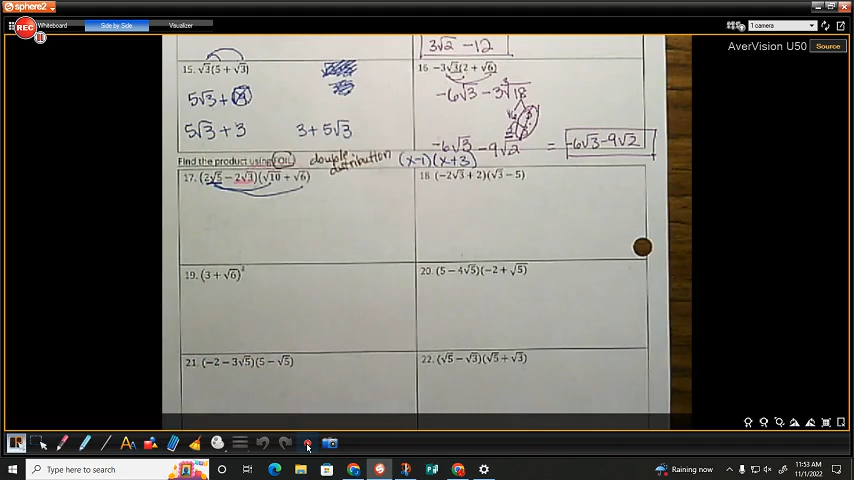 sphere2
REC
Whiteboard
Side by Side
Visualizer
1 camera
AverVision U50
Source
3√2 - 12
15. √3(5 + √3)
16 -3√3(2 + √6)
5√3 +
-6√3 - 3√18
5√3 + 3
3 + 5√3
-6√3 - 9√2 = -6√3 - 9√2
Find the product using FOIL double distribution (x-1)(x+3)
17. (2√5 − 2√3)(√10 + √6)
18 (−2√3 + 2)(√3 − 5)
19. (3 + √6)²
20. (5 − 4√5)(−2 + √5)
21. (−2 − 3√5)(5 − √5)
22. (√5 − √3)(√5 + √3)
Type here to search
Raining now
11:53 AM
11/1/2022